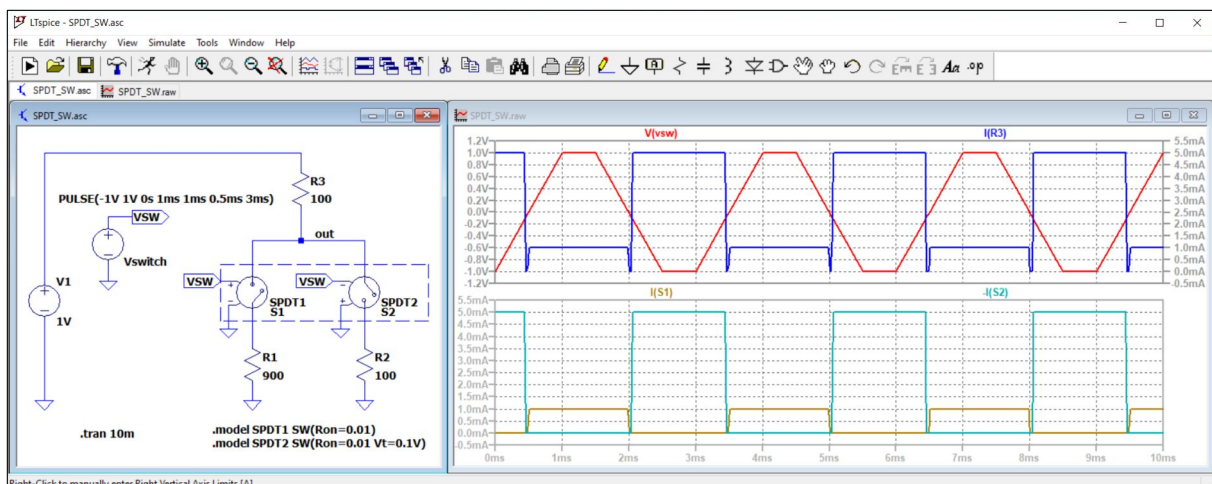 LTspice - SPDT_SW.asc
File Edit Hierarchy View Simulate Tools Window Help
SPDT_SW.asc SPDT_SW.raw
SPDT_SW.asc
R3
100
PULSE(-1V 1V 0s 1ms 1ms 0.5ms 3ms)
VSW
out
Vswitch
VSW
VSW
V1
1V
SPDT1
S1
SPDT2
S2
R1
900
R2
100
.tran 10m
.model SPDT1 SW(Ron=0.01)
.model SPDT2 SW(Ron=0.01 Vt=0.1V)
SPDT_SW.raw
V(vsw) I(R3)
1.2V 5.5mA
1.0V 5.0mA
0.8V 4.5mA
0.6V 4.0mA
0.4V 3.5mA
0.2V 3.0mA
0.0V 2.5mA
-0.2V 2.0mA
-0.4V 1.5mA
-0.6V 1.0mA
-0.8V 0.5mA
-1.0V 0.0mA
-1.2V -0.5mA
I(S1) -I(S2)
5.5mA
5.0mA
4.5mA
4.0mA
3.5mA
3.0mA
2.5mA
2.0mA
1.5mA
1.0mA
0.5mA
0.0mA
-0.5mA
0ms 1ms 2ms 3ms 4ms 5ms 6ms 7ms 8ms 9ms 10ms
Right-Click to manually enter Right Vertical Axis Limits [A]